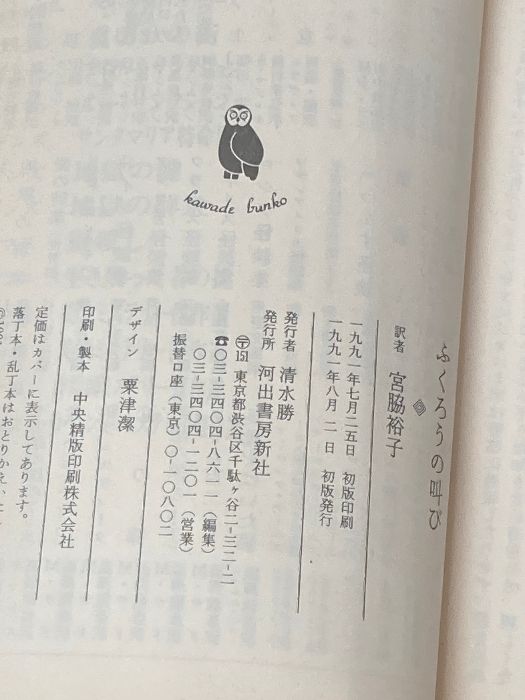 kawade bunko
ふくろうの叫び
訳者 宮脇裕子
一九九一年七月二五日 初版印刷
一九九一年八月 二 日 初版発行
発行者 清水勝
発行所 河出書房新社
〒151 東京都渋谷区千駄ヶ谷二-三二-二
☎〇三-三四〇四-八六一一(編集)
〇三-三四〇四-一二〇一(営業)
振替口座(東京)〇-一〇八〇二
デザイン 粟津潔
印刷・製本 中央精版印刷株式会社
定価はカバーに表示してあります。
落丁本・乱丁本はおとりかえいたし